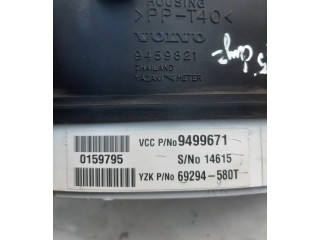 HOUSING
>PP-T40<
VOLVO
9459821
THAILAND
YAZAKI METER
VCC P/No 9499671
0159795
S/No 14615
YZK P/No 69294-580T